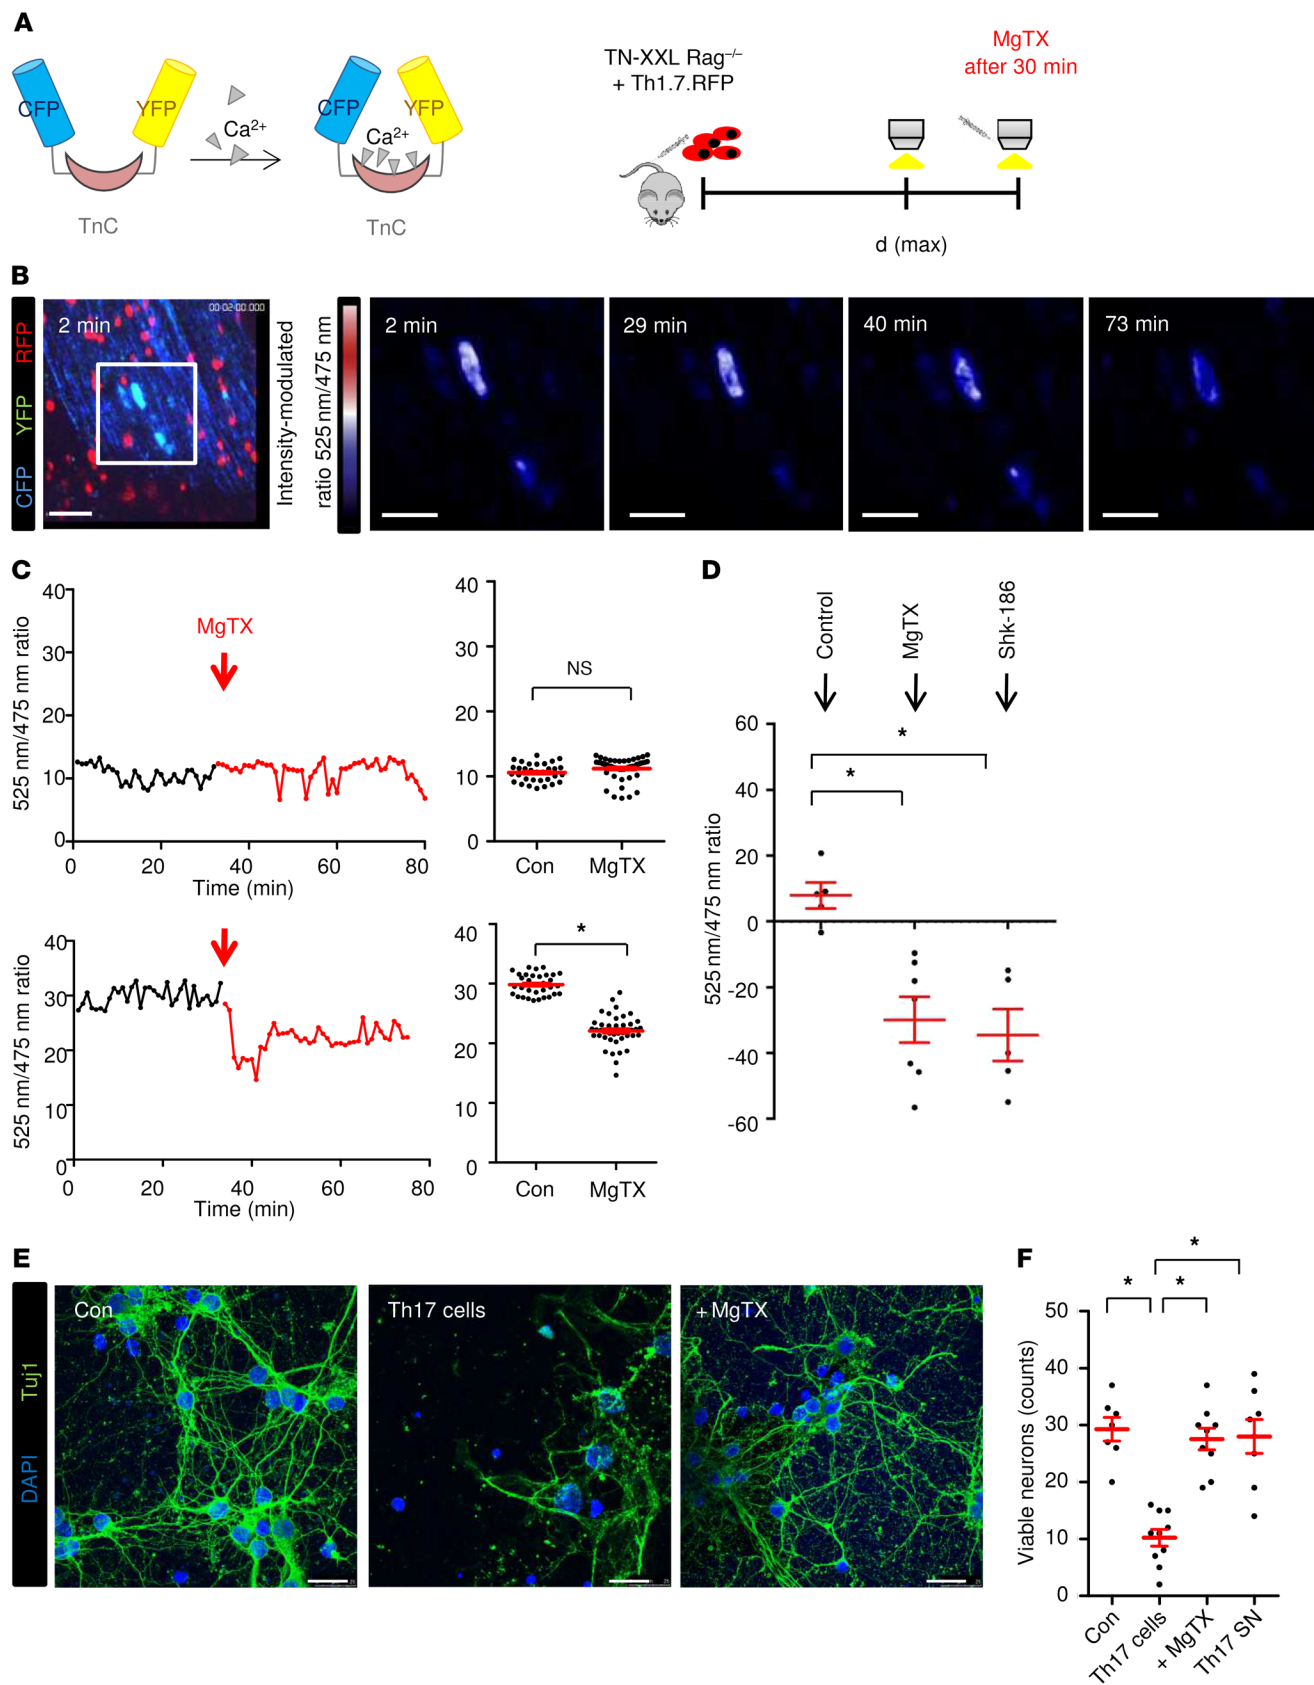 A
CFP
YFP
Ca2+
TnC
CFP
YFP
Ca2+
TnC
TN-XXL Rag–/–
+ Th1.7.RFP
MgTX
after 30 min
d (max)
B
CFP YFP RFP
2 min
00:02:00.000
Intensity-modulated
ratio 525 nm/475 nm
2 min
29 min
40 min
73 min
C
525 nm/475 nm ratio
40
30
20
10
0
MgTX
0 20 40 60 80
Time (min)
40
30
20
10
0
NS
Con MgTX
525 nm/475 nm ratio
40
30
20
10
0
0 20 40 60 80
Time (min)
40
30
20
10
0
*
Con MgTX
D
Control
MgTX
Shk-186
525 nm/475 nm ratio
60
40
20
0
-20
-40
-60
*
*
E
DAPI Tuj1
Con
Th17 cells
+ MgTX
F
Viable neurons (counts)
50
40
30
20
10
0
*
* *
Con
Th17 cells
+ MgTX
Th17 SN